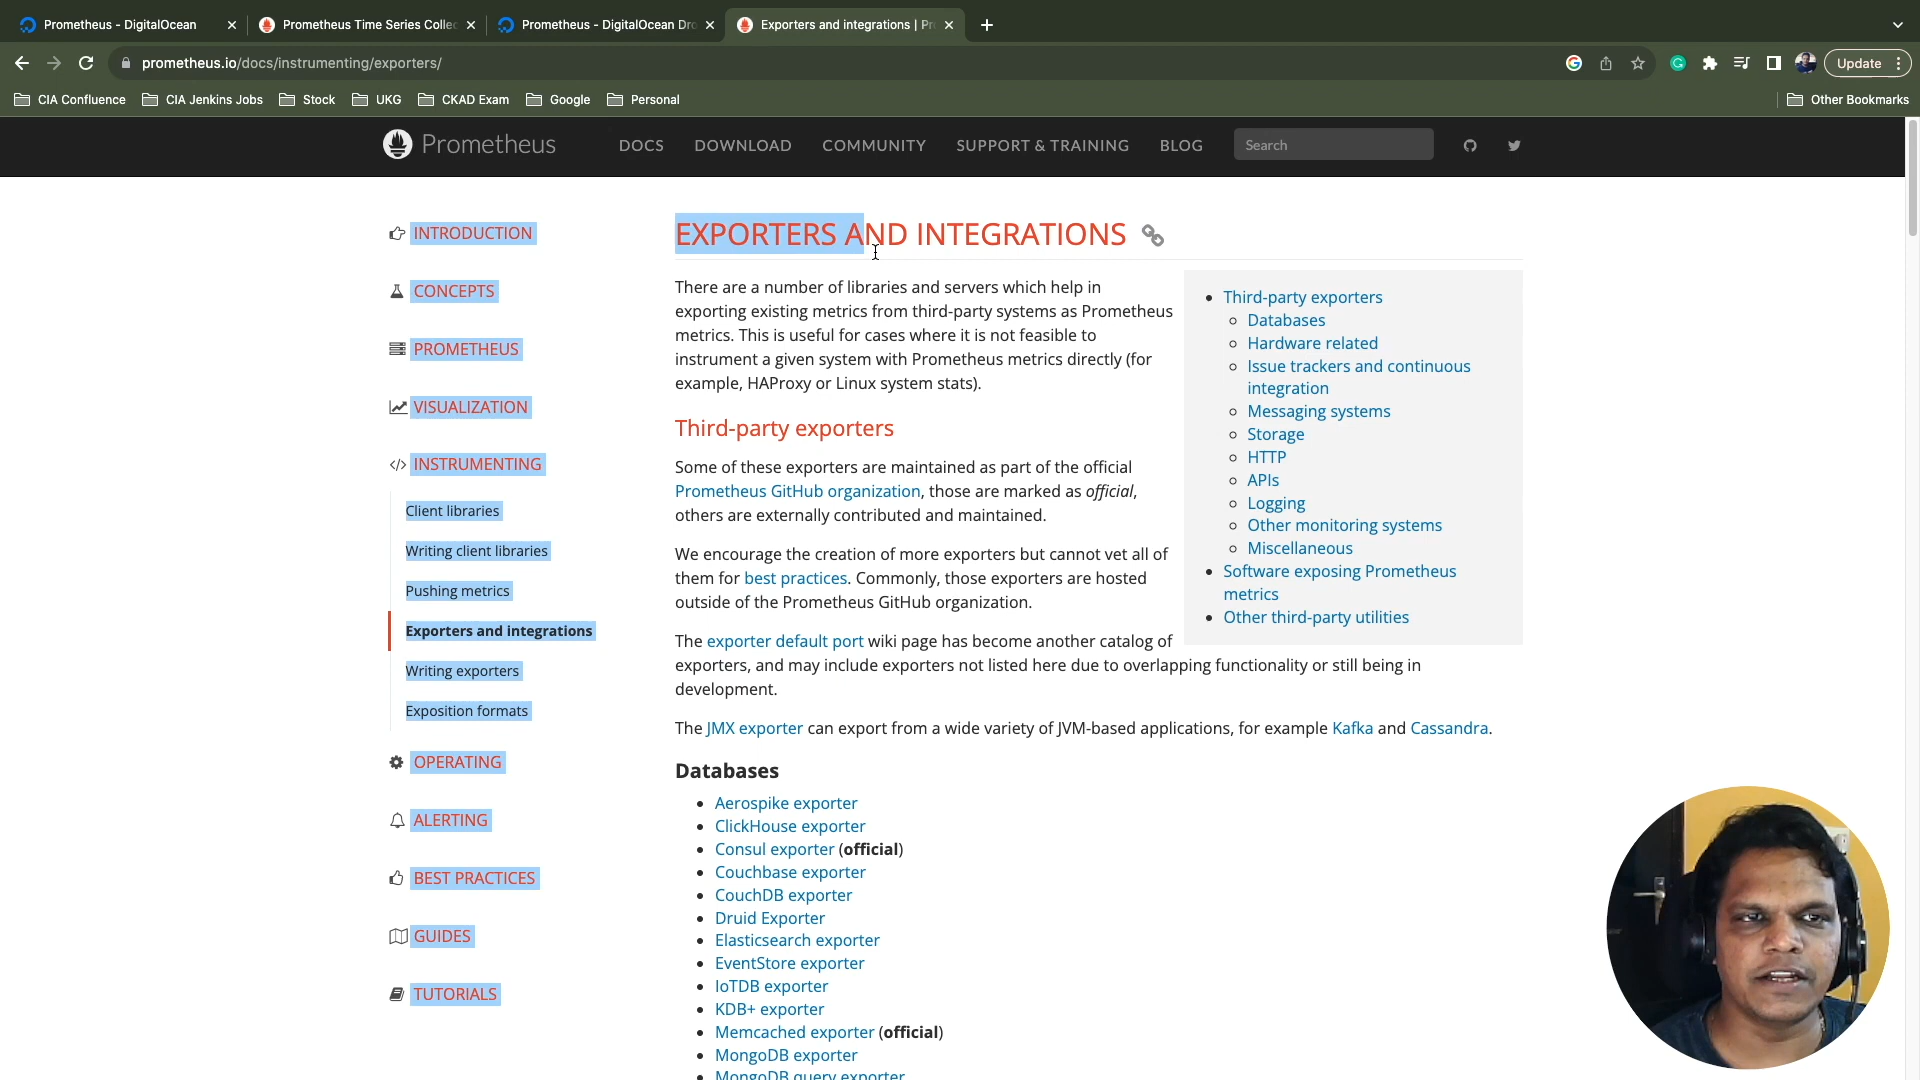 Prometheus - DigitalOcean
Prometheus Time Series Collec
Prometheus - DigitalOcean Dro
Exporters and integrations | Pr
prometheus.io/docs/instrumenting/exporters/
Update
CIA Confluence
CIA Jenkins Jobs
Stock
UKG
CKAD Exam
Google
Personal
Other Bookmarks
Prometheus
DOCS
DOWNLOAD
COMMUNITY
SUPPORT & TRAINING
BLOG
Search
INTRODUCTION
CONCEPTS
PROMETHEUS
VISUALIZATION
INSTRUMENTING
Client libraries
Writing client libraries
Pushing metrics
Exporters and integrations
Writing exporters
Exposition formats
OPERATING
ALERTING
BEST PRACTICES
GUIDES
TUTORIALS
EXPORTERS AND INTEGRATIONS
There are a number of libraries and servers which help in
exporting existing metrics from third-party systems as Prometheus
metrics. This is useful for cases where it is not feasible to
instrument a given system with Prometheus metrics directly (for
example, HAProxy or Linux system stats).
Third-party exporters
Some of these exporters are maintained as part of the official
Prometheus GitHub organization, those are marked as official,
others are externally contributed and maintained.
We encourage the creation of more exporters but cannot vet all of
them for best practices. Commonly, those exporters are hosted
outside of the Prometheus GitHub organization.
The exporter default port wiki page has become another catalog of
exporters, and may include exporters not listed here due to overlapping functionality or still being in
development.
The JMX exporter can export from a wide variety of JVM-based applications, for example Kafka and Cassandra.
Databases
Aerospike exporter
ClickHouse exporter
Consul exporter (official)
Couchbase exporter
CouchDB exporter
Druid Exporter
Elasticsearch exporter
EventStore exporter
IoTDB exporter
KDB+ exporter
Memcached exporter (official)
MongoDB exporter
MongoDB query exporter
Third-party exporters
Databases
Hardware related
Issue trackers and continuous
integration
Messaging systems
Storage
HTTP
APIs
Logging
Other monitoring systems
Miscellaneous
Software exposing Prometheus
metrics
Other third-party utilities